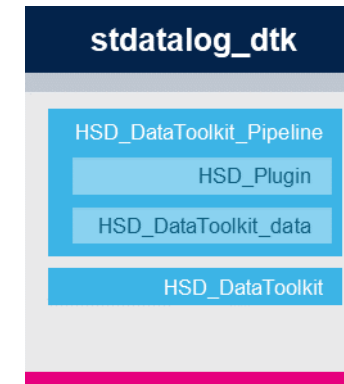 stdatalog_dtk
HSD_DataToolkit_Pipeline
HSD_Plugin
HSD_DataToolkit_data
HSD_DataToolkit